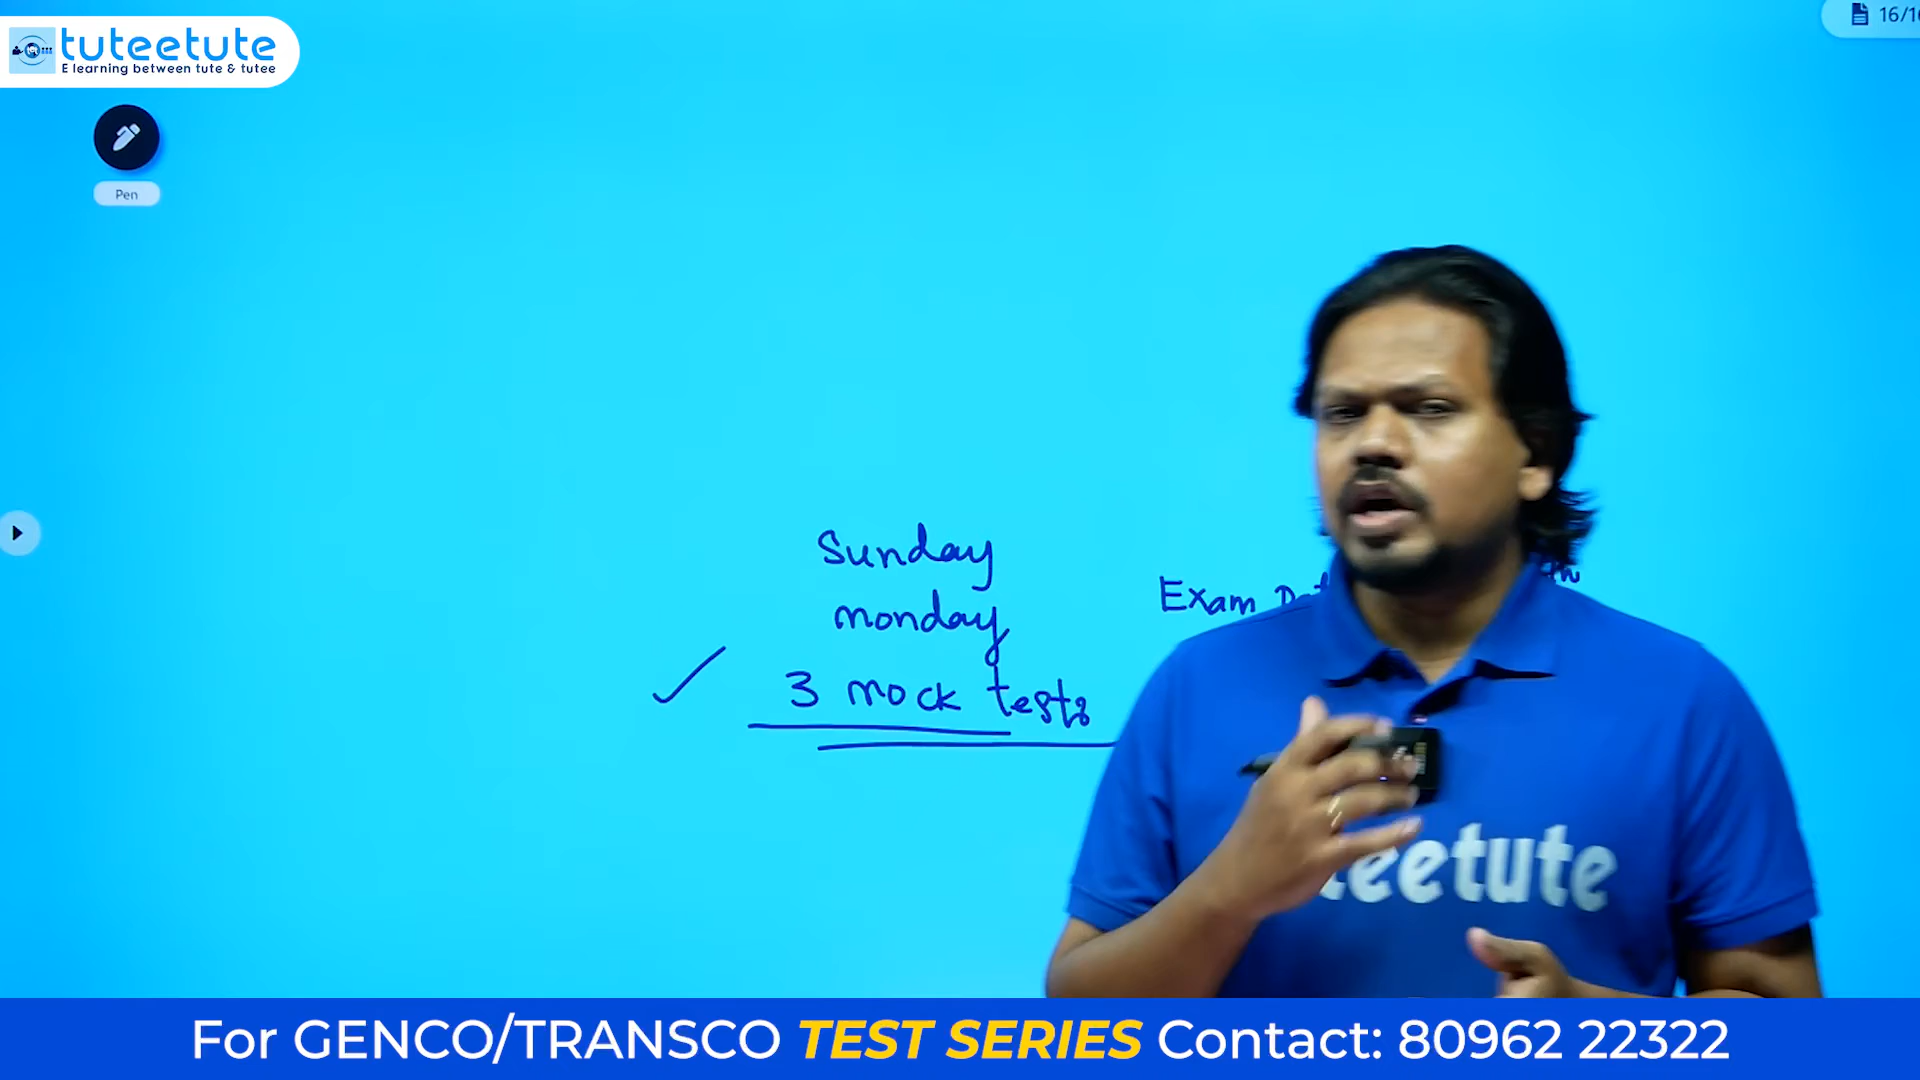 tuteetute
E learning between tute & tutee
16/1
Pen
Sunday
monday
Exam
3 mock tests
teetute
For GENCO/TRANSCO TEST SERIES Contact: 80962 22322